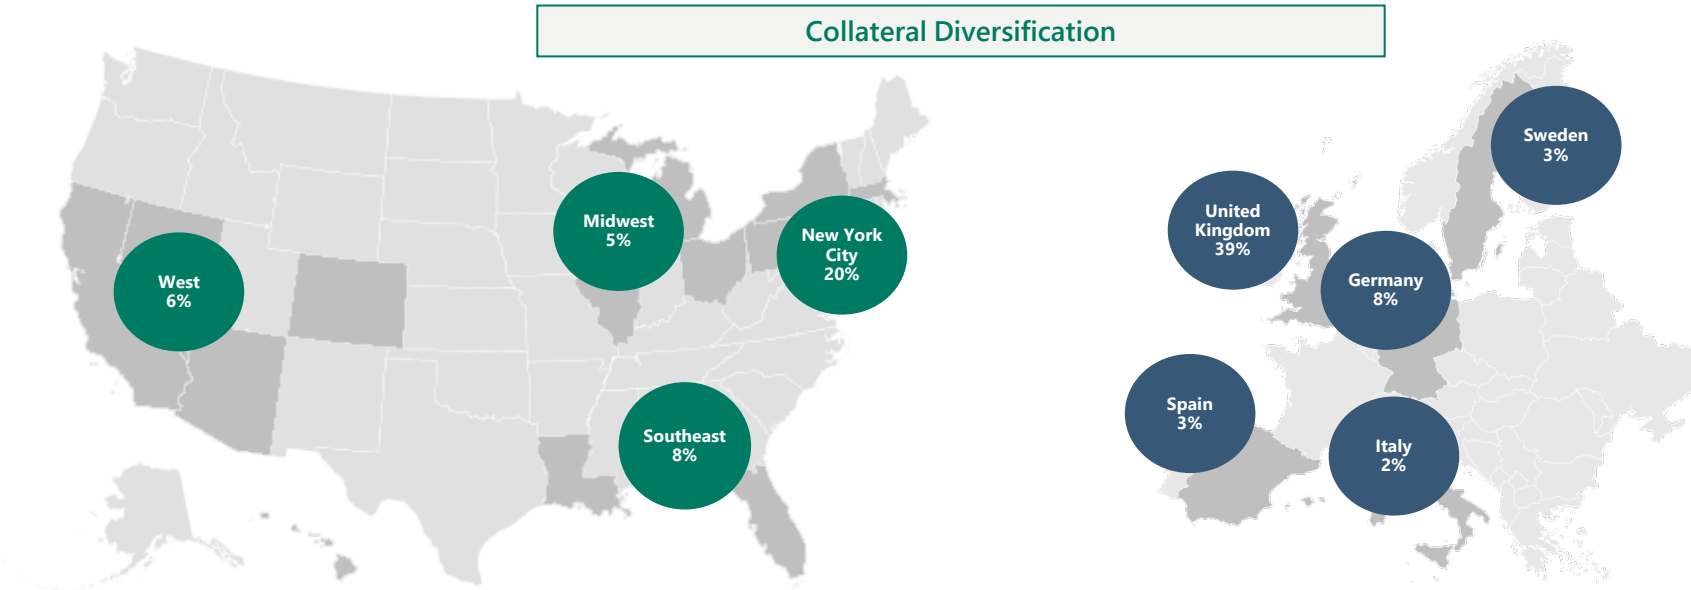 Collateral Diversification
West
6%
Midwest
5%
New York
City
20%
Southeast
8%
Sweden
3%
United
Kingdom
39%
Germany
8%
Spain
3%
Italy
2%